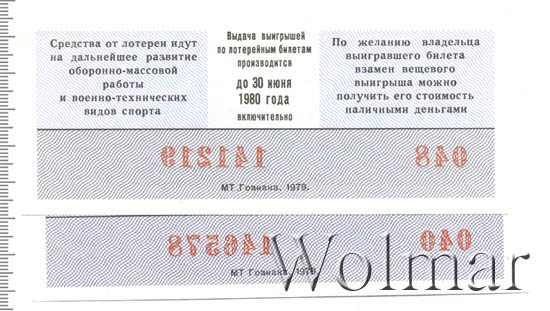 Средства от лотереи идут
на дальнейшее развитие
оборонно-массовой
работы
и военно-технических
видов спорта
Выдача выигрышей
по лотерейным билетам
производится
до 30 июня
1980 года
включительно
По желанию владельца
выигравшего билета
взамен вещевого
выигрыша можно
получить его стоимость
наличными деньгами
141219 048
МТ Гознака. 1979.
146578 040
МТ Гознака. 1979.
Wolmar